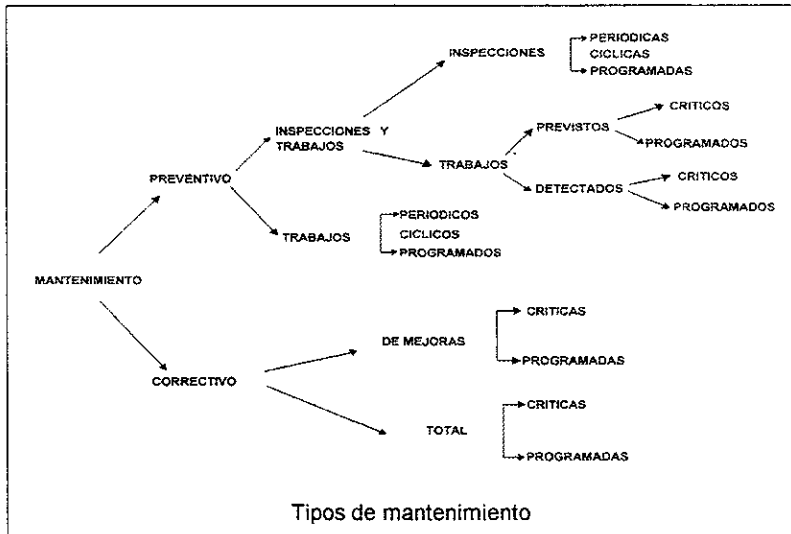 INSPECCIONES
PERIODICAS
CICLICAS
PROGRAMADAS
INSPECCIONES Y
TRABAJOS
TRABAJOS
PREVISTOS
CRITICOS
PROGRAMADOS
DETECTADOS
CRITICOS
PROGRAMADOS
PREVENTIVO
TRABAJOS
PERIODICOS
CICLICOS
PROGRAMADOS
MANTENIMIENTO
CORRECTIVO
DE MEJORAS
CRITICAS
PROGRAMADAS
TOTAL
CRITICAS
PROGRAMADAS
Tipos de mantenimiento